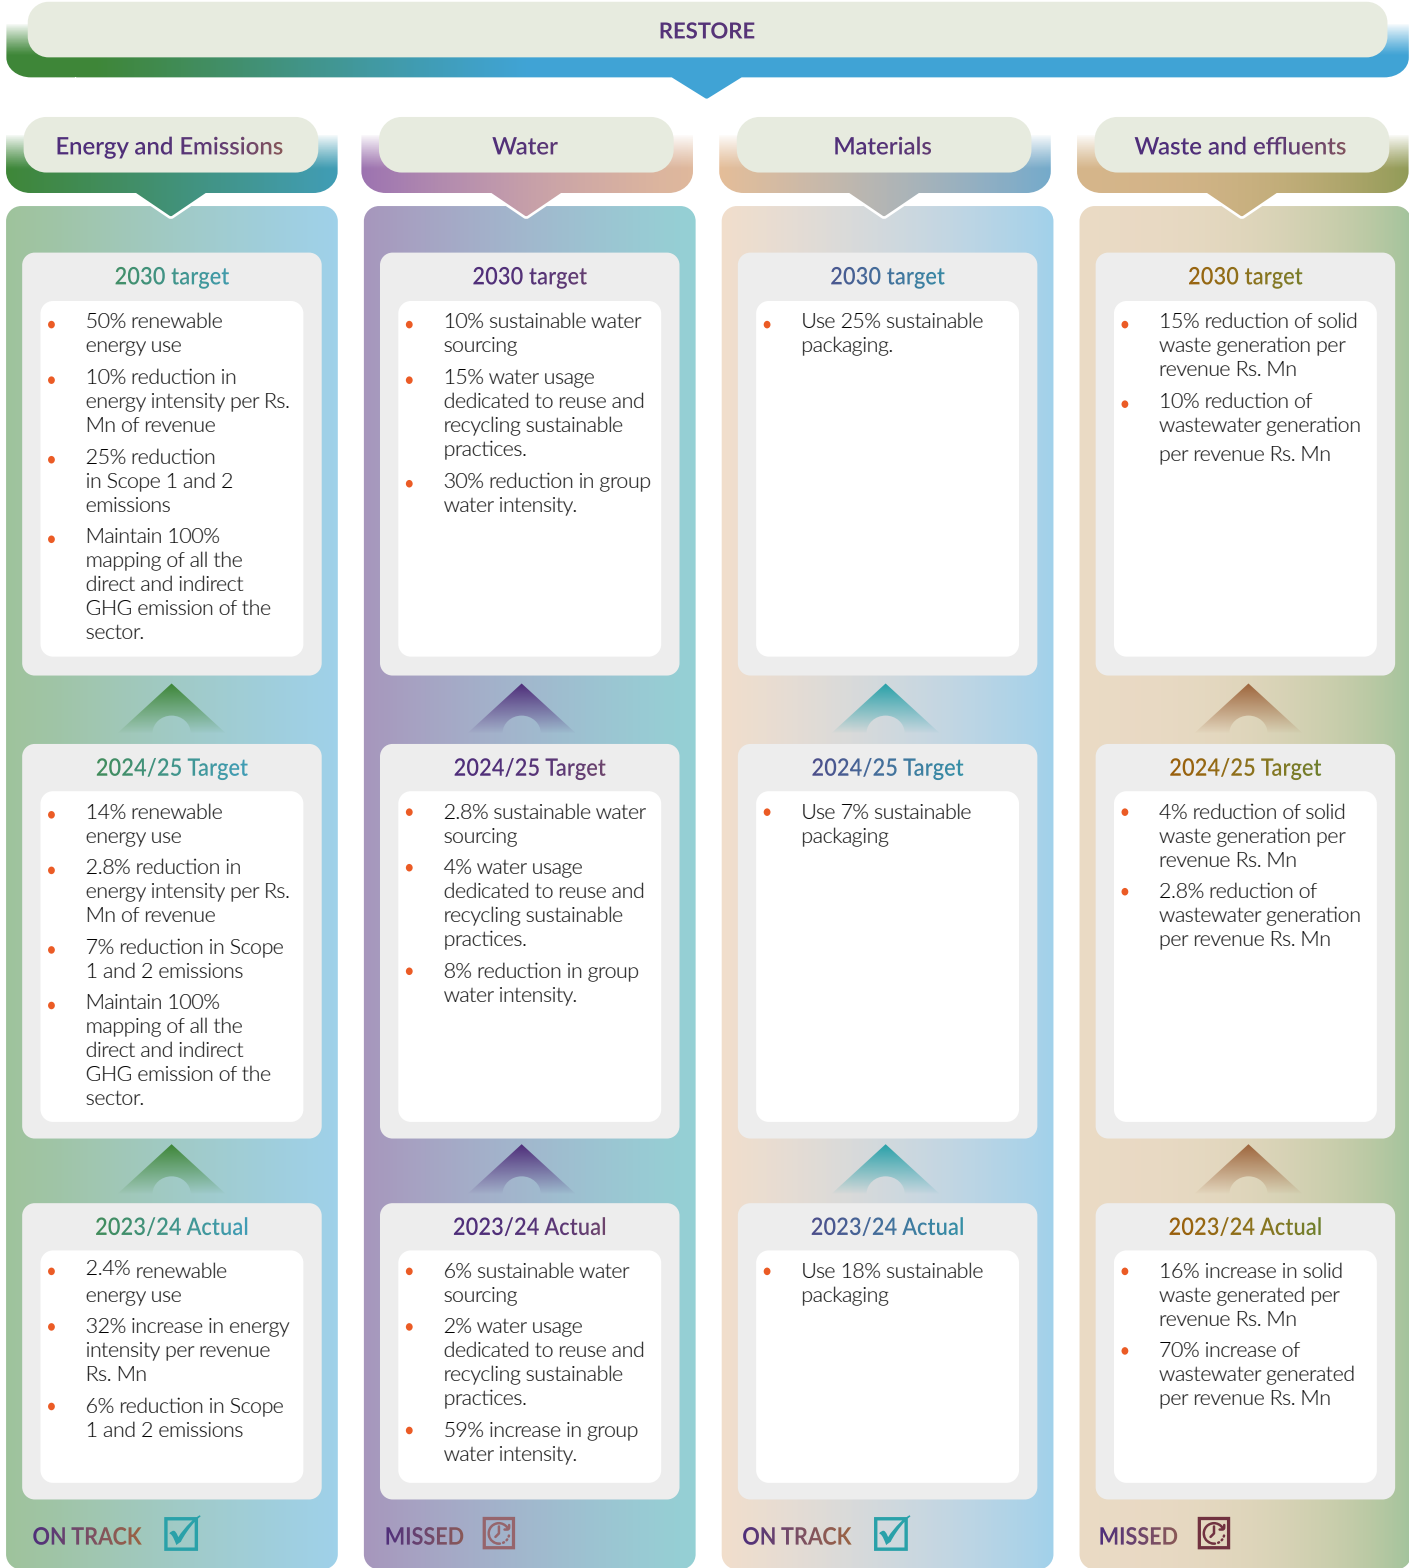 RESTORE
Energy and Emissions
2030 target
50% renewable
energy use
10% reduction in
energy intensity per Rs.
Mn of revenue
25% reduction
in Scope 1 and 2
emissions
Maintain 100%
mapping of all the
direct and indirect
GHG emission of the
sector.
2024/25 Target
14% renewable
energy use
2.8% reduction in
energy intensity per Rs.
Mn of revenue
7% reduction in Scope
1 and 2 emissions
Maintain 100%
mapping of all the
direct and indirect
GHG emission of the
sector.
2023/24 Actual
2.4% renewable
energy use
32% increase in energy
intensity per revenue
Rs. Mn
6% reduction in Scope
1 and 2 emissions
ON TRACK
Water
2030 target
10% sustainable water
sourcing
15% water usage
dedicated to reuse and
recycling sustainable
practices.
30% reduction in group
water intensity.
2024/25 Target
2.8% sustainable water
sourcing
4% water usage
dedicated to reuse and
recycling sustainable
practices.
8% reduction in group
water intensity.
2023/24 Actual
6% sustainable water
sourcing
2% water usage
dedicated to reuse and
recycling sustainable
practices.
59% increase in group
water intensity.
MISSED
Materials
2030 target
Use 25% sustainable
packaging.
2024/25 Target
Use 7% sustainable
packaging
2023/24 Actual
Use 18% sustainable
packaging
ON TRACK
Waste and effluents
2030 target
15% reduction of solid
waste generation per
revenue Rs. Mn
10% reduction of
wastewater generation
per revenue Rs. Mn
2024/25 Target
4% reduction of solid
waste generation per
revenue Rs. Mn
2.8% reduction of
wastewater generation
per revenue Rs. Mn
2023/24 Actual
16% increase in solid
waste generated per
revenue Rs. Mn
70% increase of
wastewater generated
per revenue Rs. Mn
MISSED